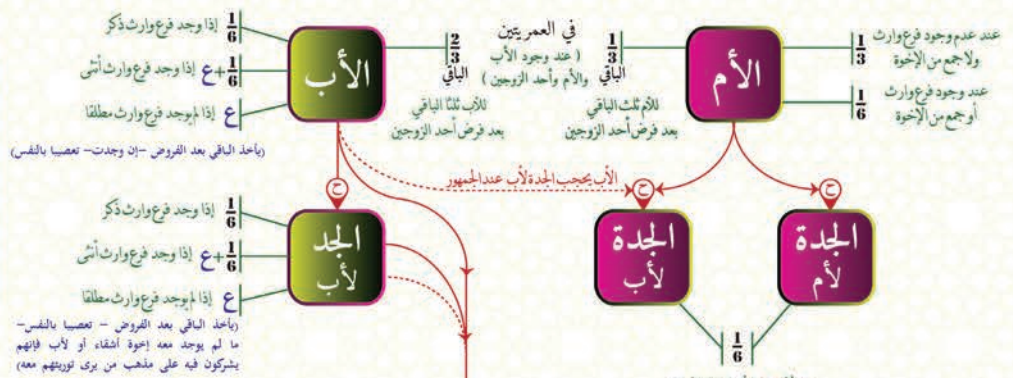 عند عدم وجود فرع وارث
ولا جمع من الإخوة
1/3
عند وجود فرع وارث
أو جمع من الإخوة
1/6
الأم
1/3
الباقي
للأم ثلث الباقي
بعد فرض أحد الزوجين
في العمريتين
( عند وجود الأب
والأم وأحد الزوجين )
2/3
الباقي
للأب ثلثا الباقي
بعد فرض أحد الزوجين
الأب
1/6 إذا وجد فرع وارث ذكر
1/6+ع إذا وجد فرع وارث أنثى
ع إذا لم يوجد فرع وارث مطلقا
(يأخذ الباقي بعد الفروض -إن وجدت- تعصيبا بالنفس)
الأب يحجب الجدة لأب عند الجمهور
ح
ح
ح
الجدة
لأم
الجدة
لأب
1/6
الجد
لأب
1/6 إذا وجد فرع وارث ذكر
1/6+ع إذا وجد فرع وارث أنثى
ع إذا لم يوجد فرع وارث مطلقا
(يأخذ الباقي بعد الفروض - تعصيبا بالنفس-
ما لم يوجد معه إخوة أشقاء أو لأب فإنهم
يشركون فيه على مذهب من يرى توريثهم معه)